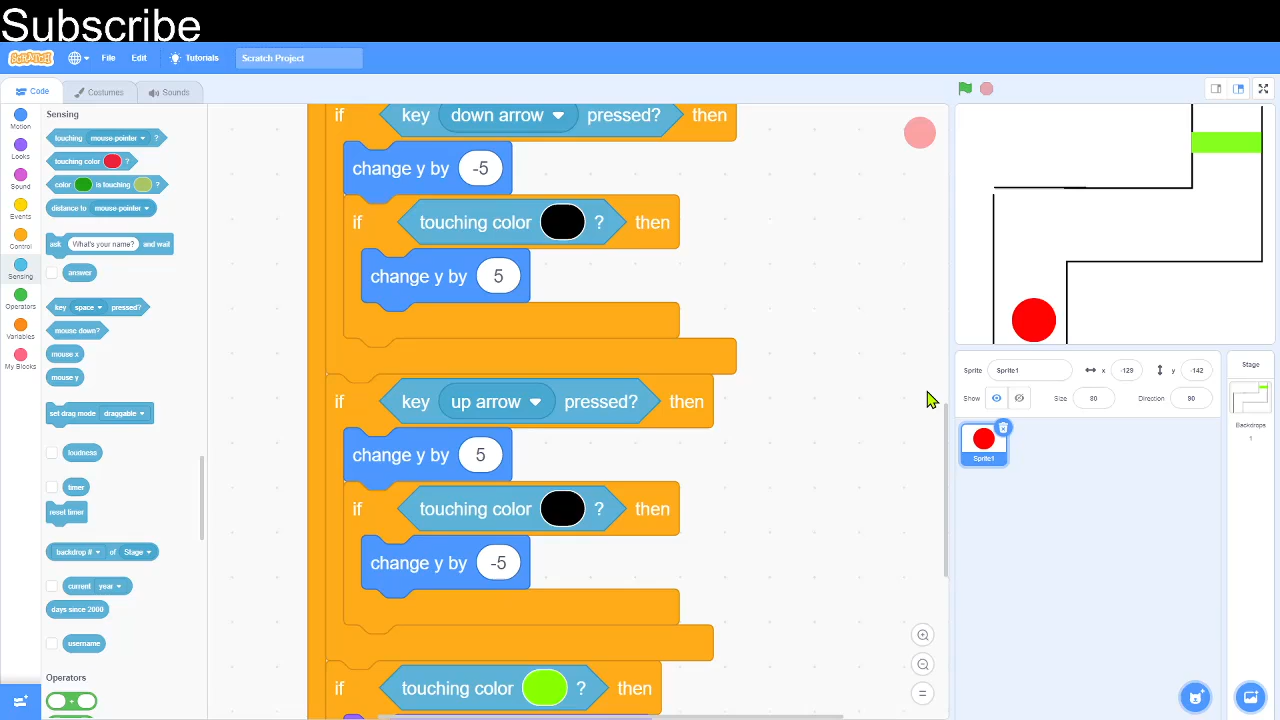 Subscribe
SCRATCH File Edit Tutorials Scratch Project
Code Costumes Sounds
Motion
Looks
Sound
Events
Control
Sensing
Operators
Variables
My Blocks
Sensing
touching mouse-pointer ?
touching color ?
color is touching ?
distance to mouse-pointer
ask What's your name? and wait
answer
key space pressed?
mouse down?
mouse x
mouse y
set drag mode draggable
loudness
timer
reset timer
backdrop # of Stage
current year
days since 2000
username
Operators
+
if key down arrow pressed? then
change y by -5
if touching color ? then
change y by 5
if key up arrow pressed? then
change y by 5
if touching color ? then
change y by -5
if touching color ? then
Sprite Sprite1 x -129 y -142
Show Size 80 Direction 90
Sprite1
Stage
Backdrops
1